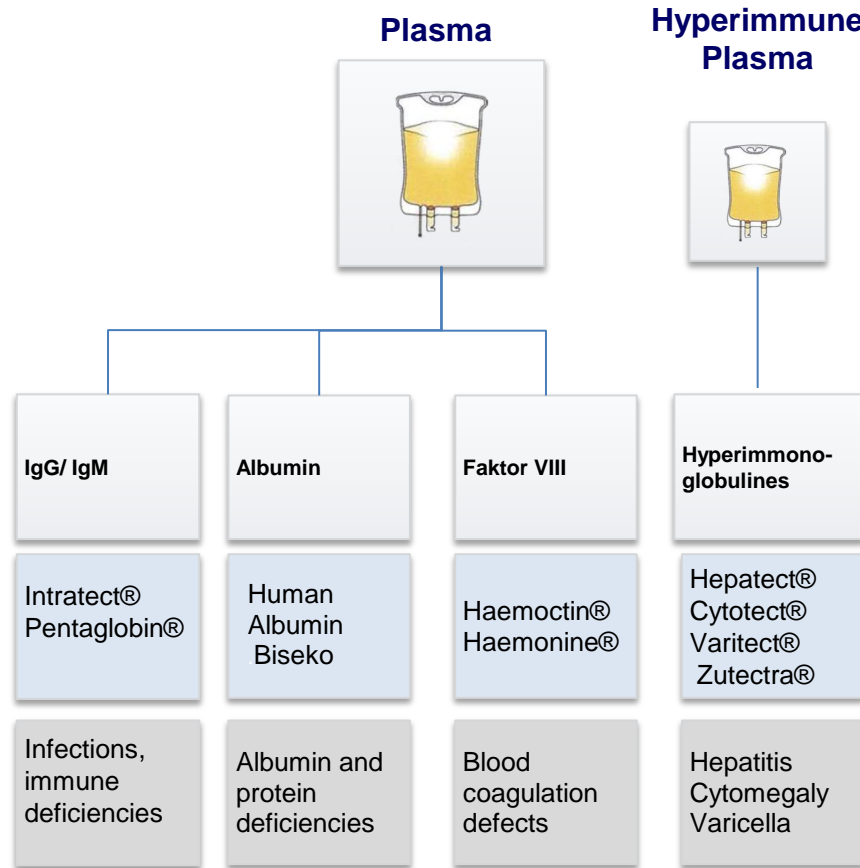 Plasma
Hyperimmune
Plasma
IgG/ IgM
Albumin
Faktor VIII
Hyperimmono-
globulines
Intratect®
Pentaglobin®
Human
Albumin
Biseko
Haemoctin®
Haemonine®
Hepatect®
Cytotect®
Varitect®
Zutectra®
Infections,
immune
deficiencies
Albumin and
protein
deficiencies
Blood
coagulation
defects
Hepatitis
Cytomegaly
Varicella